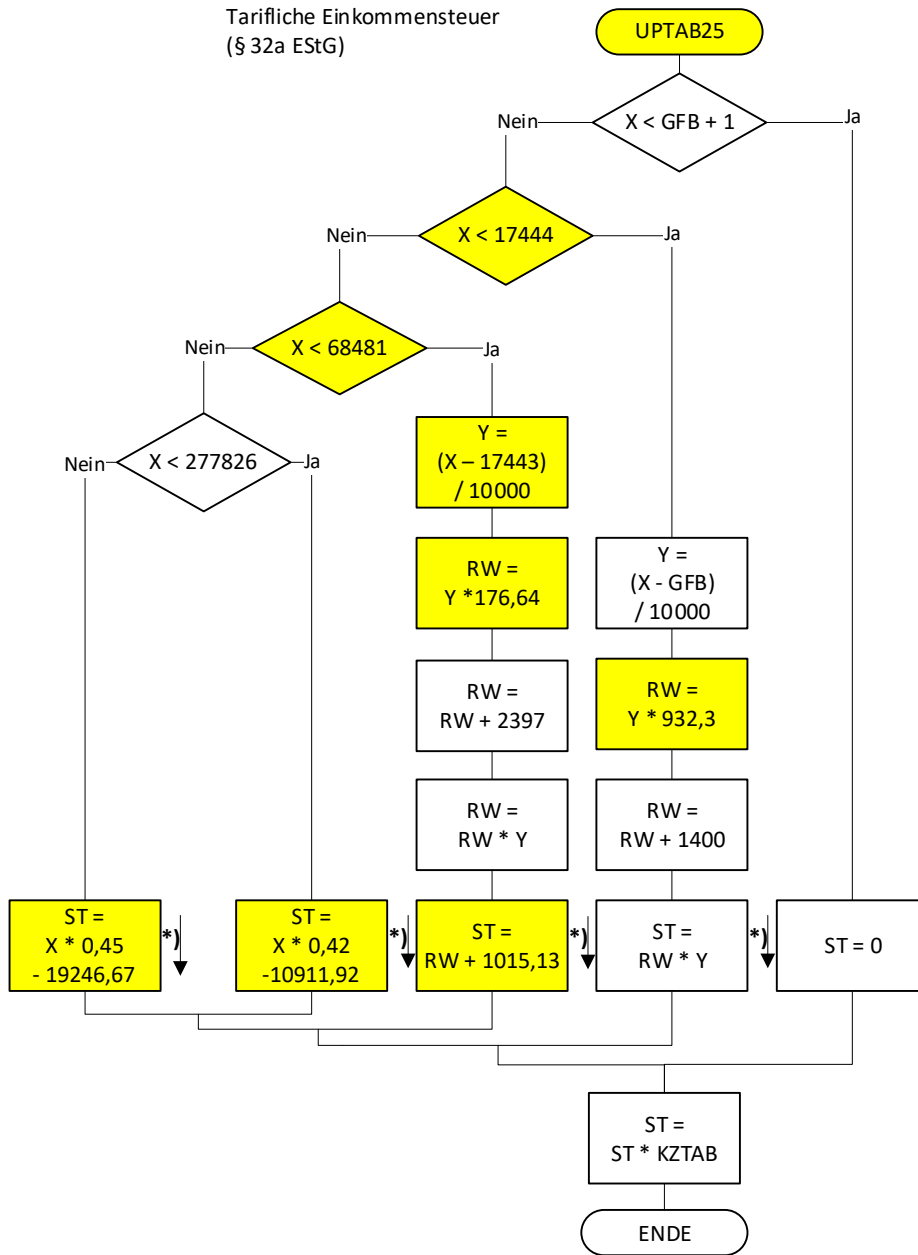 Tarifliche Einkommensteuer
(§ 32a EStG)
UPTAB25
X < GFB + 1
Nein
Ja
X < 17444
Nein
Ja
X < 68481
Nein
Ja
X < 277826
Nein
Ja
Y =
(X – 17443)
/ 10000
RW =
Y *176,64
RW =
RW + 2397
RW =
RW * Y
Y =
(X - GFB)
/ 10000
RW =
Y * 932,3
RW =
RW + 1400
ST =
X * 0,45
- 19246,67
*)
ST =
X * 0,42
-10911,92
*)
ST =
RW + 1015,13
*)
ST =
RW * Y
*)
ST = 0
ST =
ST * KZTAB
ENDE